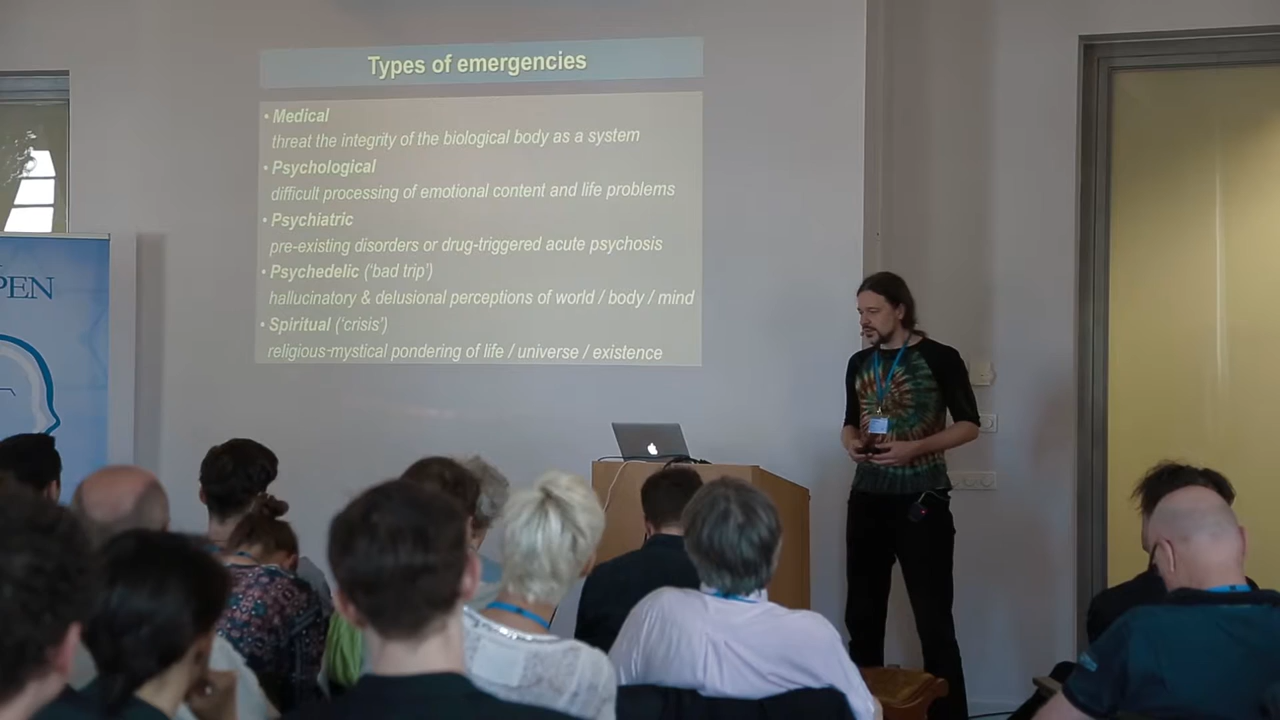 Types of emergencies
• Medical
threat the integrity of the biological body as a system
• Psychological
difficult processing of emotional content and life problems
• Psychiatric
pre-existing disorders or drug-triggered acute psychosis
• Psychedelic (‘bad trip’)
hallucinatory & delusional perceptions of world / body / mind
• Spiritual (‘crisis’)
religious-mystical pondering of life / universe / existence